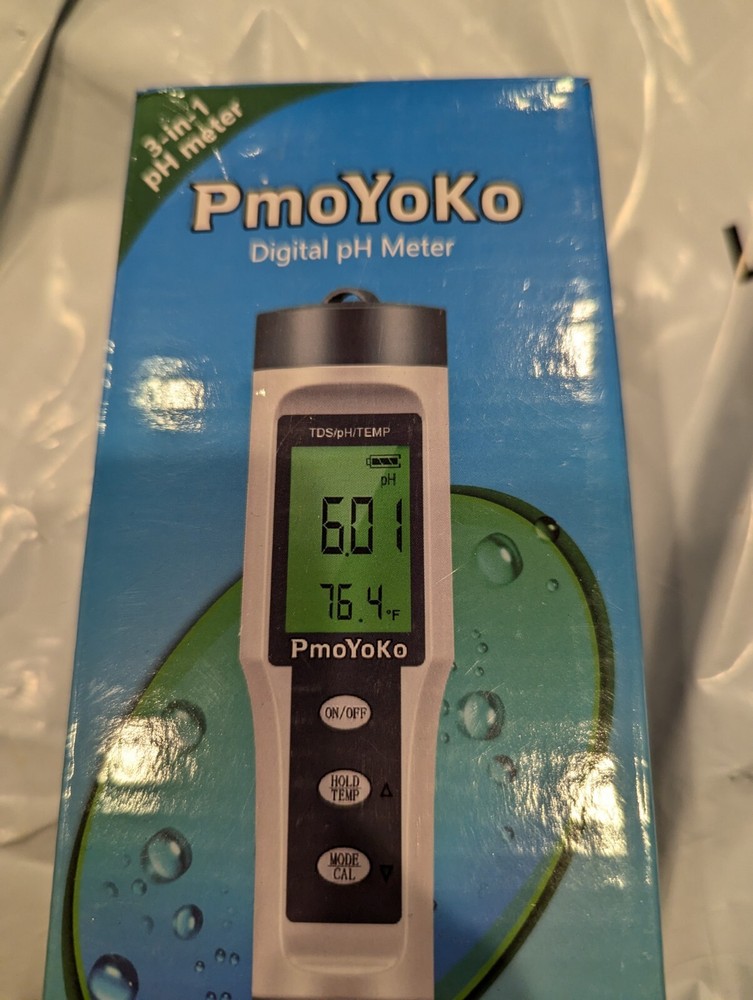 3-in-1
pH meter
PmoYoKo
Digital pH Meter
TDS/pH/TEMP
pH
6.01
76.4°F
PmoYoKo
ON/OFF
HOLD
TEMP
MODE
CAL